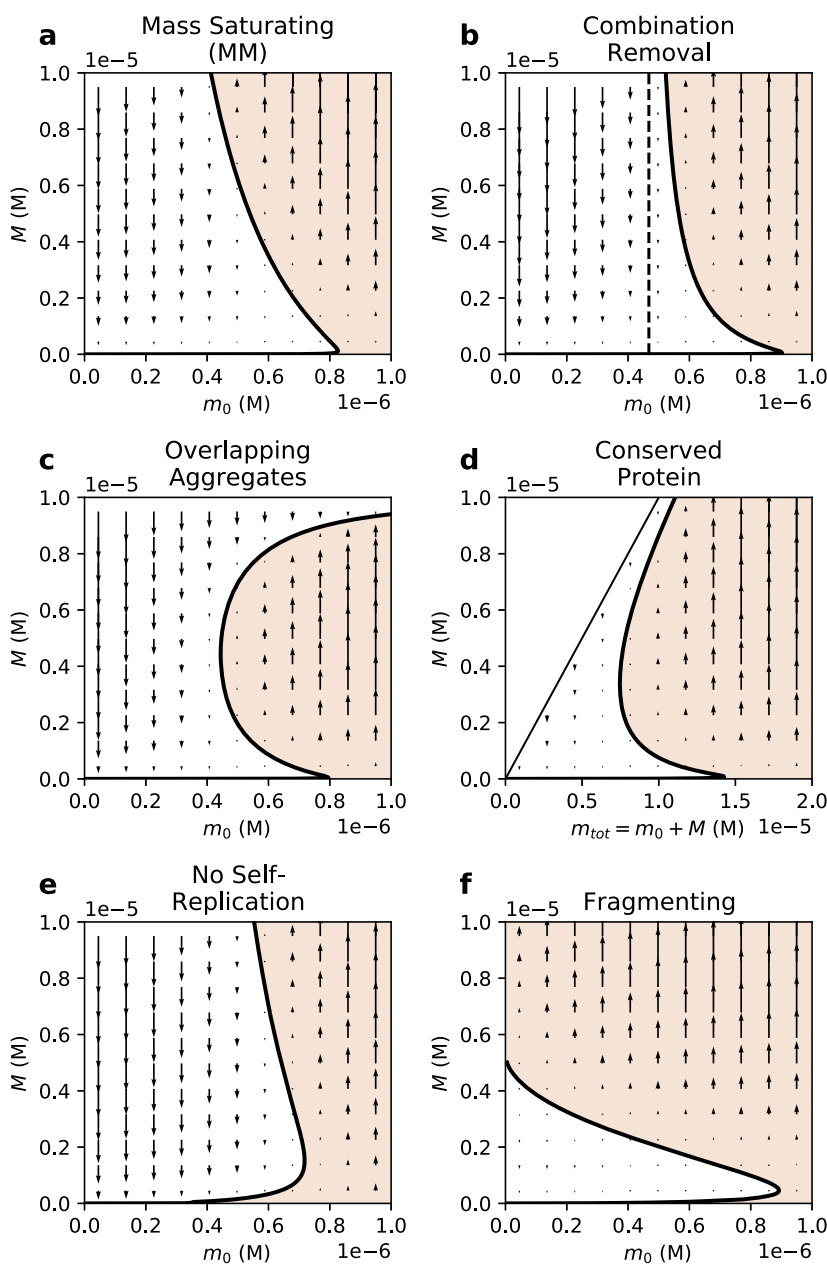 a
Mass Saturating
(MM)
1e−5
1.0
0.8
0.6
0.4
0.2
0.0
M (M)
0.0 0.2 0.4 0.6 0.8 1.0
m₀ (M)
1e−6
b
Combination
Removal
1e−5
1.0
0.8
0.6
0.4
0.2
0.0
M (M)
0.0 0.2 0.4 0.6 0.8 1.0
m₀ (M)
1e−6
c
Overlapping
Aggregates
1e−5
1.0
0.8
0.6
0.4
0.2
0.0
M (M)
0.0 0.2 0.4 0.6 0.8 1.0
m₀ (M)
1e−6
d
Conserved
Protein
1e−5
1.0
0.8
0.6
0.4
0.2
0.0
M (M)
0.0 0.5 1.0 1.5 2.0
mₜₒₜ = m₀ + M (M)
1e−5
e
No Self-
Replication
1e−5
1.0
0.8
0.6
0.4
0.2
0.0
M (M)
0.0 0.2 0.4 0.6 0.8 1.0
m₀ (M)
1e−6
f
Fragmenting
1e−5
1.0
0.8
0.6
0.4
0.2
0.0
M (M)
0.0 0.2 0.4 0.6 0.8 1.0
m₀ (M)
1e−6